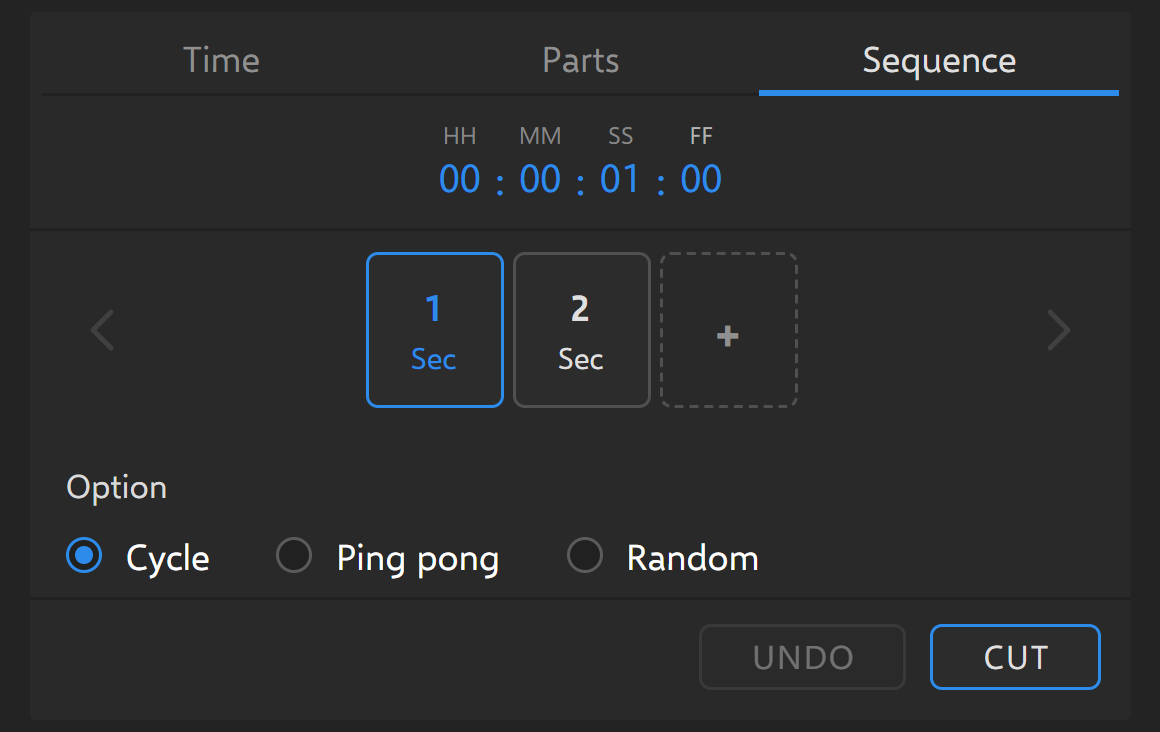 Time Parts Sequence
HH MM SS FF
00 : 00 : 01 : 00
1 2
Sec Sec +
Option
Cycle Ping pong Random
UNDO CUT